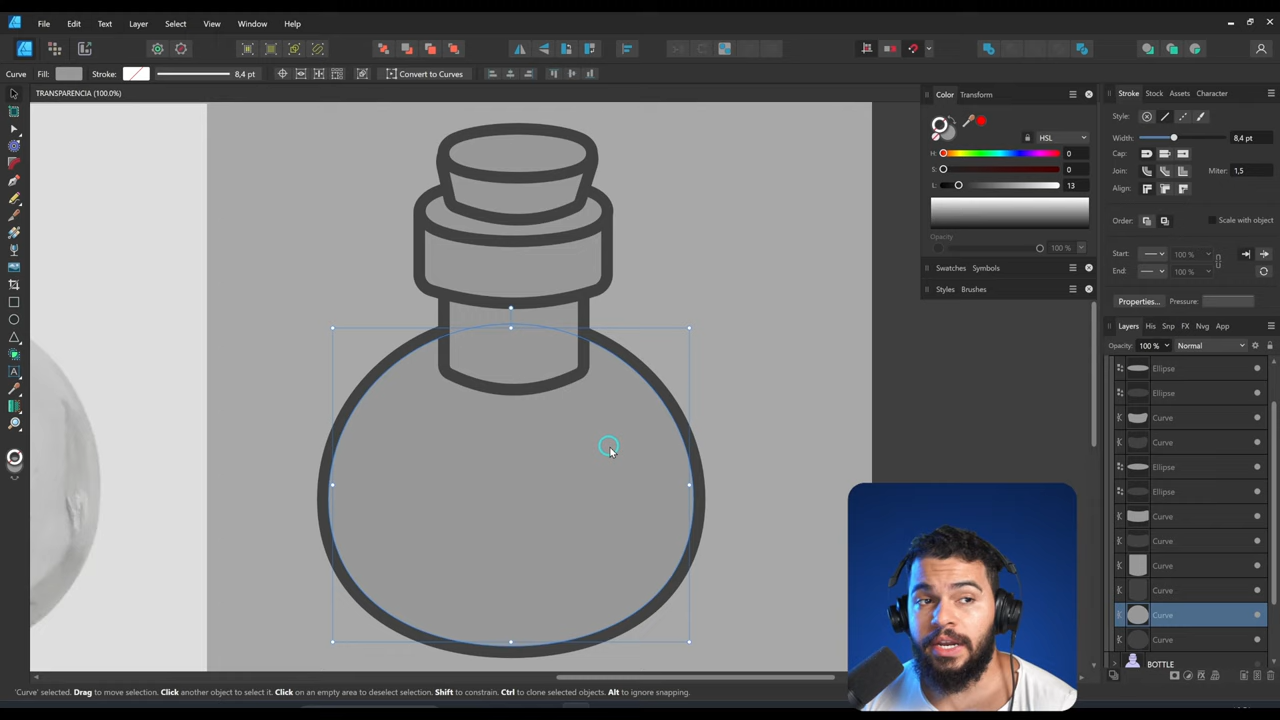 File Edit Text Layer Select View Window Help
Curve Fill: Stroke: 8,4 pt Convert to Curves
TRANSPARENCIA (100.0%)
Color Transform
HSL
H: 0
S: 0
L: 13
Opacity
100 %
Swatches Symbols
Styles Brushes
Stroke Stock Assets Character
Style:
Width: 8,4 pt
Cap:
Join: Miter: 1,5
Align:
Order: Scale with object
Start: 100 %
End: 100 %
Properties... Pressure:
Layers His Snp FX Nvg App
Opacity: 100 % Normal
Ellipse
Ellipse
Curve
Curve
Ellipse
Ellipse
Curve
Curve
Curve
Curve
Curve
Curve
BOTTLE
'Curve' selected. Drag to move selection. Click another object to select it. Click on an empty area to deselect selection. Shift to constrain. Ctrl to clone selected objects. Alt to ignore snapping.